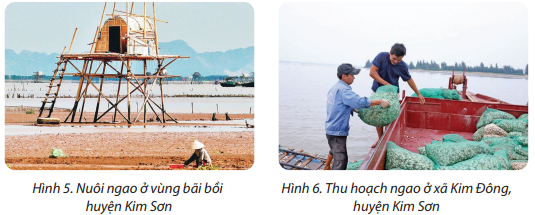 Hình 5. Nuôi ngao ở vùng bãi bồi
huyện Kim Sơn
Hình 6. Thu hoạch ngao ở xã Kim Đông,
huyện Kim Sơn